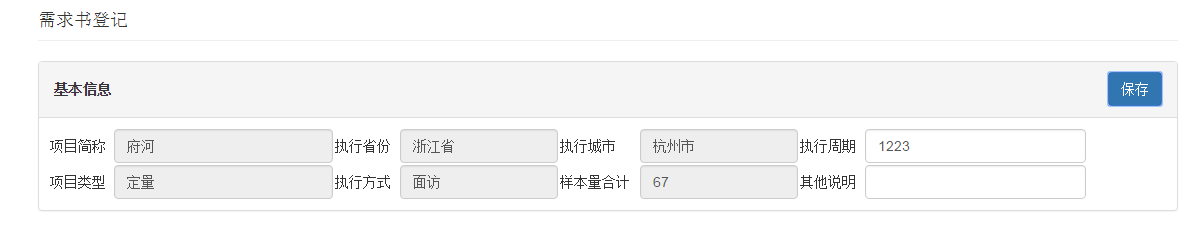 需求书登记
基本信息 保存
项目简称 府河 执行省份 浙江省 执行城市 杭州市 执行周期 1223
项目类型 定量 执行方式 面访 样本量合计 67 其他说明